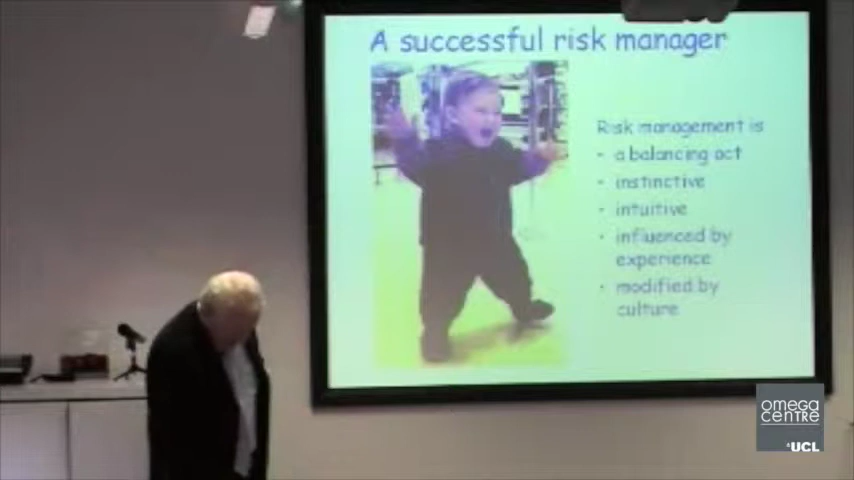 A successful risk manager
Risk management is
- a balancing act
- instinctive
- intuitive
- influenced by
experience
- modified by
culture
omega
centre
UCL